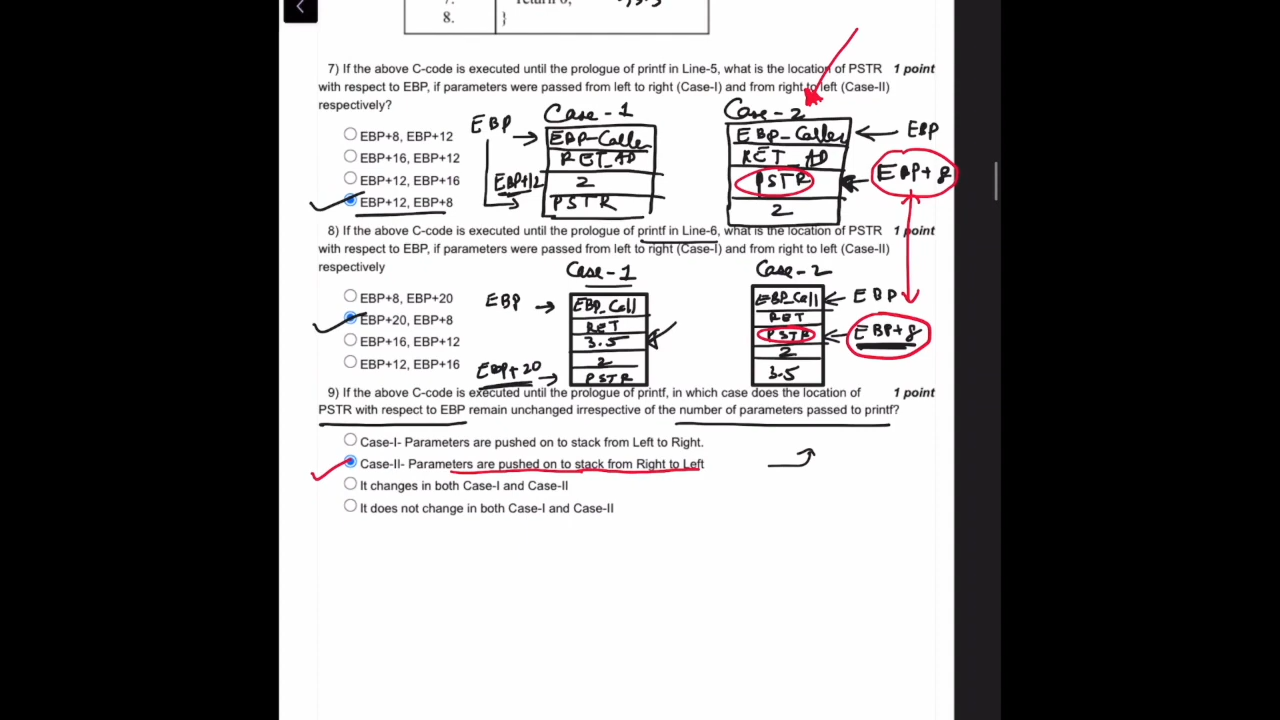 7.
8. }
7) If the above C-code is executed until the prologue of printf in Line-5, what is the location of PSTR 1 point
with respect to EBP, if parameters were passed from left to right (Case-I) and from right to left (Case-II)
respectively?
Case-1
Case-2
EBP
EBP_Caller
RET_AD
2
PSTR
EBP+12
EBP_Caller
RET_AD
PSTR
2
EBP
EBP+8
EBP+8, EBP+12
EBP+16, EBP+12
EBP+12, EBP+16
EBP+12, EBP+8
8) If the above C-code is executed until the prologue of printf in Line-6, what is the location of PSTR 1 point
with respect to EBP, if parameters were passed from left to right (Case-I) and from right to left (Case-II)
respectively
Case-1
Case-2
EBP
EBP_Call
RET
3.5
2
PSTR
EBP+20
EBP_Call
RET
PSTR
2
3.5
EBP
EBP+8
EBP+8, EBP+20
EBP+20, EBP+8
EBP+16, EBP+12
EBP+12, EBP+16
9) If the above C-code is executed until the prologue of printf, in which case does the location of 1 point
PSTR with respect to EBP remain unchanged irrespective of the number of parameters passed to printf?
Case-I- Parameters are pushed on to stack from Left to Right.
Case-II- Parameters are pushed on to stack from Right to Left
It changes in both Case-I and Case-II
It does not change in both Case-I and Case-II